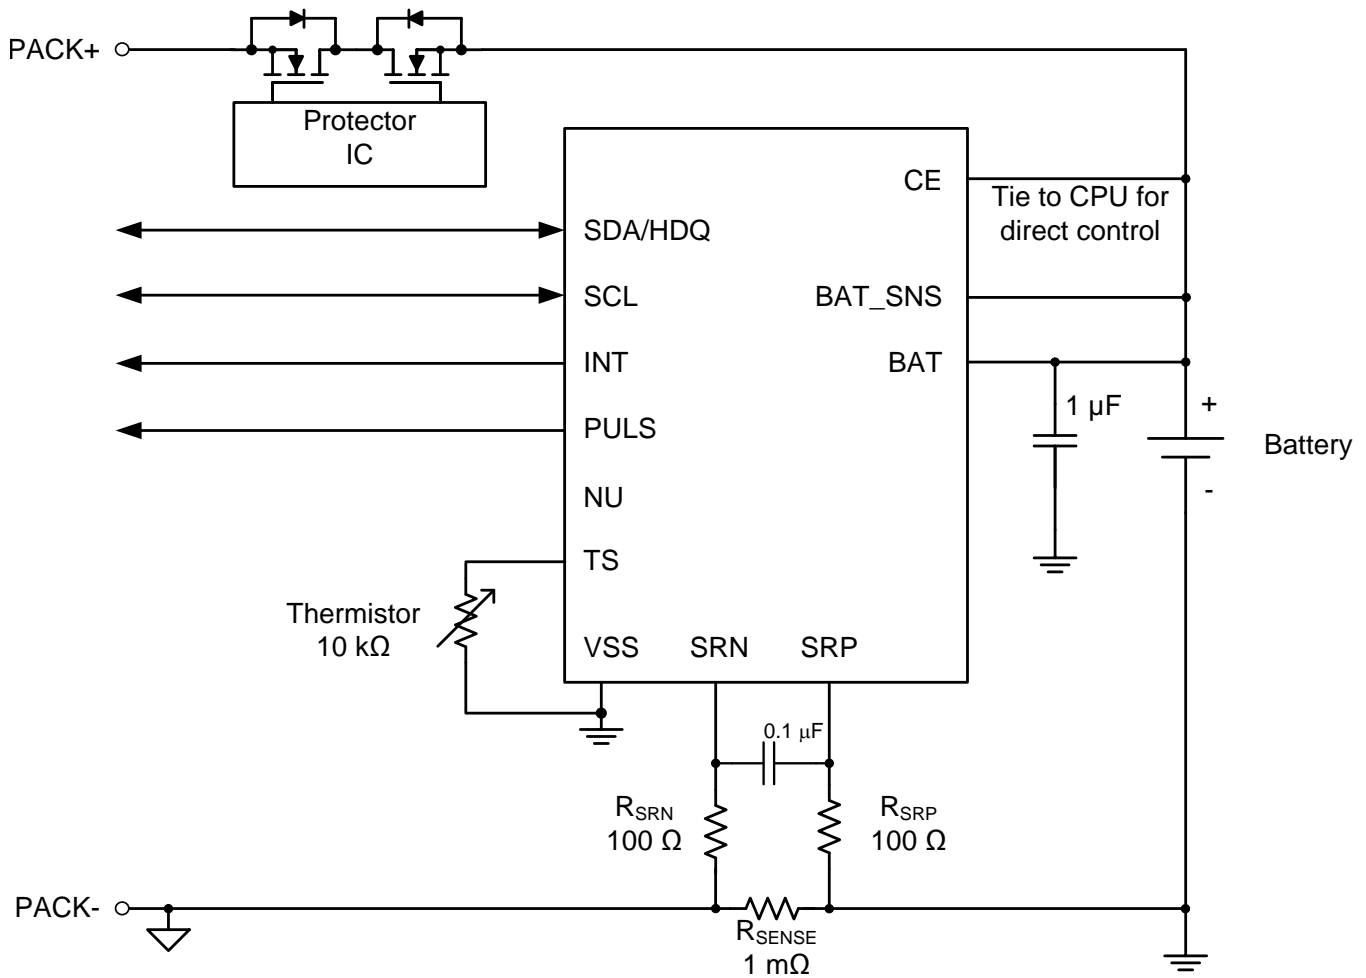 PACK+
Protector
IC
CE
Tie to CPU for
direct control
SDA/HDQ
SCL
BAT_SNS
INT
BAT
1 µF
+
Battery
-
PULS
NU
TS
Thermistor
10 kΩ
VSS
SRN
SRP
0.1 µF
RSRN
100 Ω
RSRP
100 Ω
PACK-
RSENSE
1 mΩ